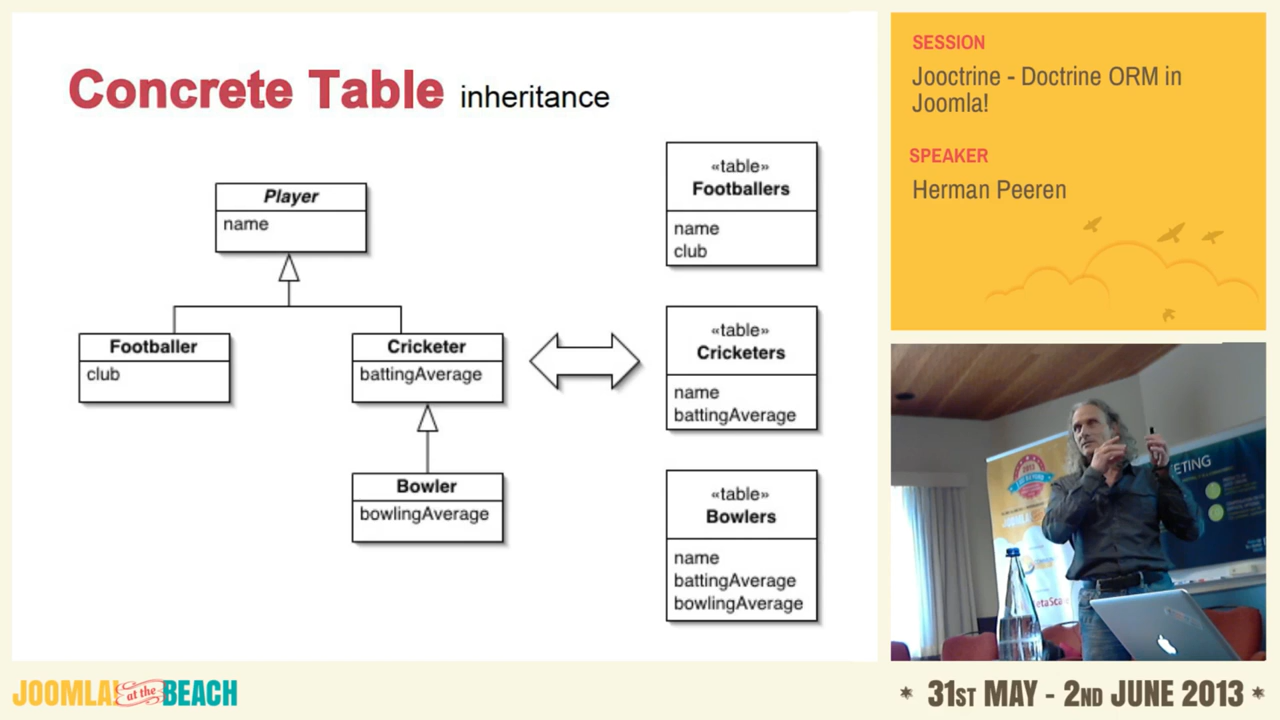 Concrete Table inheritance
Player
name
Footballer
club
Cricketer
battingAverage
Bowler
bowlingAverage
«table»
Footballers
name
club
«table»
Cricketers
name
battingAverage
«table»
Bowlers
name
battingAverage
bowlingAverage
SESSION
Jooctrine - Doctrine ORM in
Joomla!
SPEAKER
Herman Peeren
ETING
JOOMLA! at the BEACH
* 31ST MAY - 2ND JUNE 2013 *